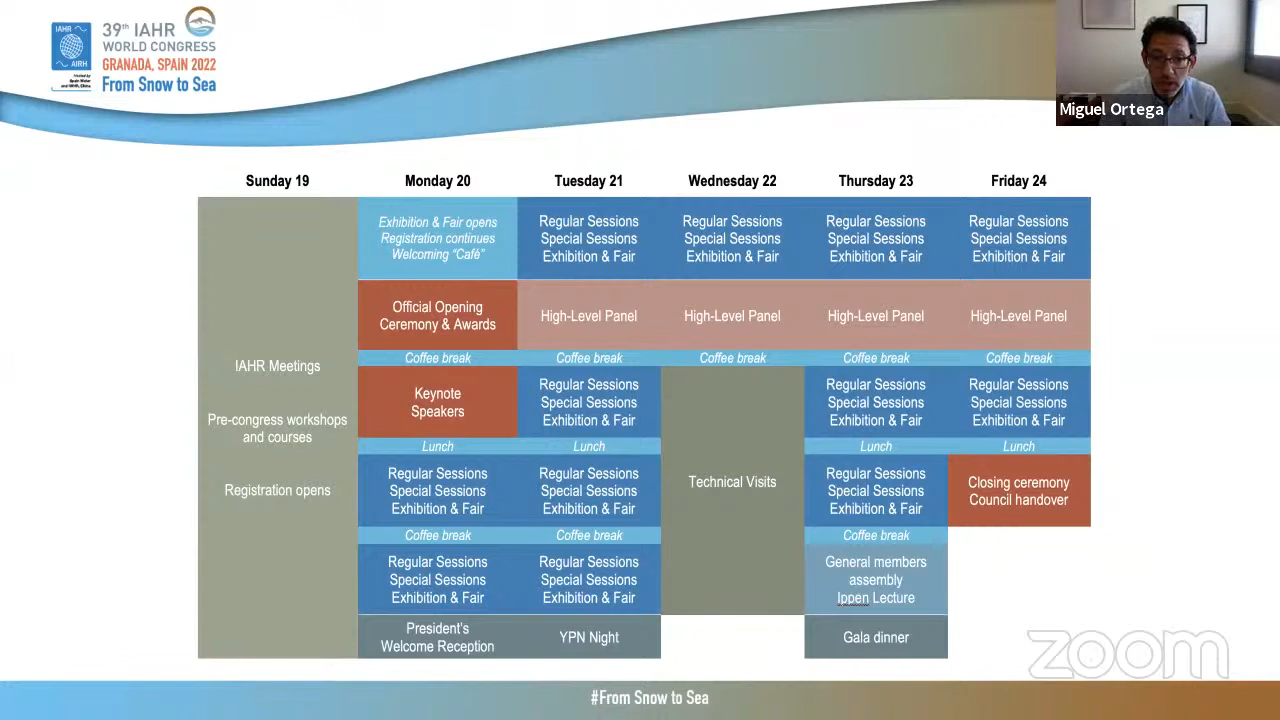 IAHR
AIRH
Hosted by
Spain Water
and IWHR, China
39th IAHR
WORLD CONGRESS
GRANADA, SPAIN 2022
From Snow to Sea
Miguel Ortega
Sunday 19
Monday 20
Tuesday 21
Wednesday 22
Thursday 23
Friday 24
IAHR Meetings
Pre-congress workshops
and courses
Registration opens
Exhibition & Fair opens
Registration continues
Welcoming “Café”
Regular Sessions
Special Sessions
Exhibition & Fair
Regular Sessions
Special Sessions
Exhibition & Fair
Regular Sessions
Special Sessions
Exhibition & Fair
Regular Sessions
Special Sessions
Exhibition & Fair
Official Opening
Ceremony & Awards
High-Level Panel
High-Level Panel
High-Level Panel
High-Level Panel
Coffee break
Coffee break
Coffee break
Coffee break
Coffee break
Keynote
Speakers
Regular Sessions
Special Sessions
Exhibition & Fair
Technical Visits
Regular Sessions
Special Sessions
Exhibition & Fair
Regular Sessions
Special Sessions
Exhibition & Fair
Lunch
Lunch
Lunch
Lunch
Regular Sessions
Special Sessions
Exhibition & Fair
Regular Sessions
Special Sessions
Exhibition & Fair
Regular Sessions
Special Sessions
Exhibition & Fair
Closing ceremony
Council handover
Coffee break
Coffee break
Coffee break
Regular Sessions
Special Sessions
Exhibition & Fair
Regular Sessions
Special Sessions
Exhibition & Fair
General members
assembly
Ippen Lecture
President’s
Welcome Reception
YPN Night
Gala dinner
zoom
#From Snow to Sea